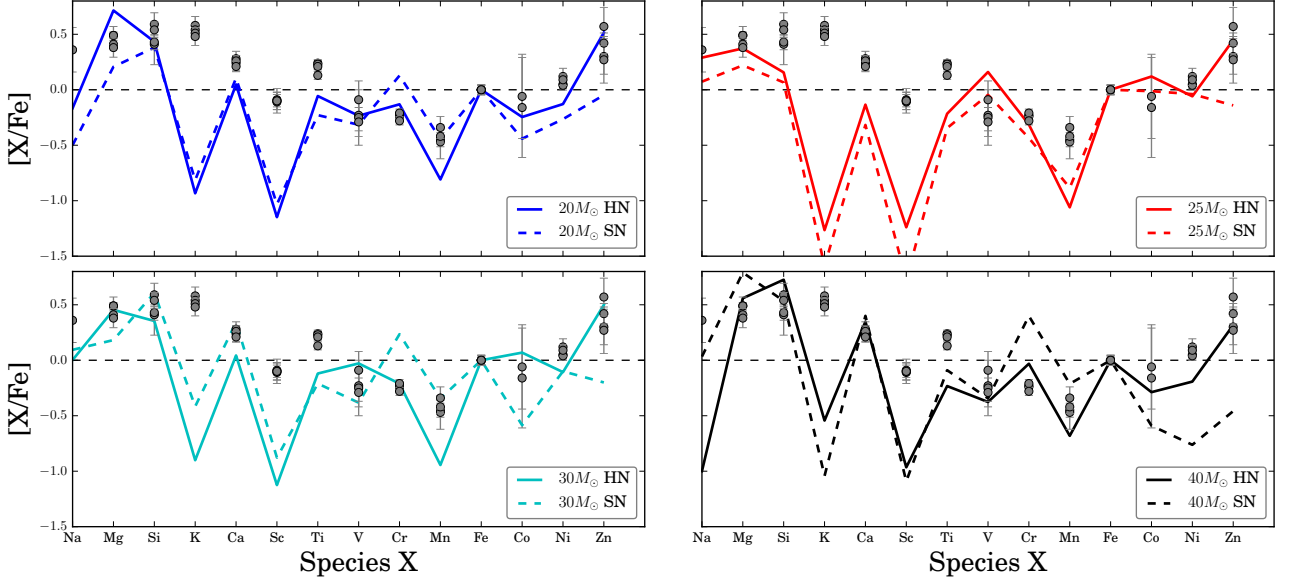 [X/Fe]
0.5
0.0
−0.5
−1.0
−1.5
20M⊙ HN
20M⊙ SN
25M⊙ HN
25M⊙ SN
[X/Fe]
0.5
0.0
−0.5
−1.0
−1.5
30M⊙ HN
30M⊙ SN
40M⊙ HN
40M⊙ SN
Na Mg Si K Ca Sc Ti V Cr Mn Fe Co Ni Zn
Na Mg Si K Ca Sc Ti V Cr Mn Fe Co Ni Zn
Species X
Species X